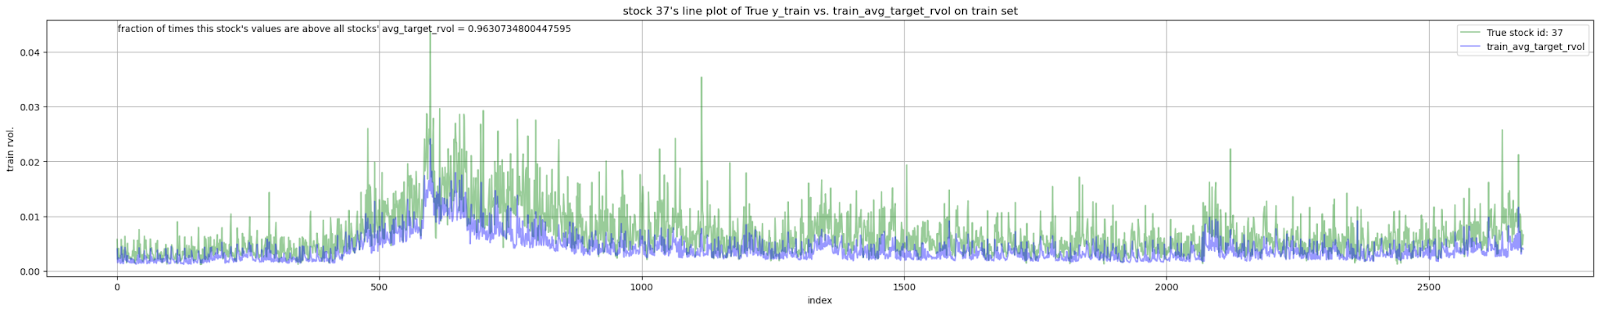 stock 37's line plot of True y_train vs. train_avg_target_rvol on train set
fraction of times this stock's values are above all stocks' avg_target_rvol = 0.9630734800447595
True stock id: 37
train_avg_target_rvol
train rvol.
0.04
0.03
0.02
0.01
0.00
0 500 1000 1500 2000 2500
index